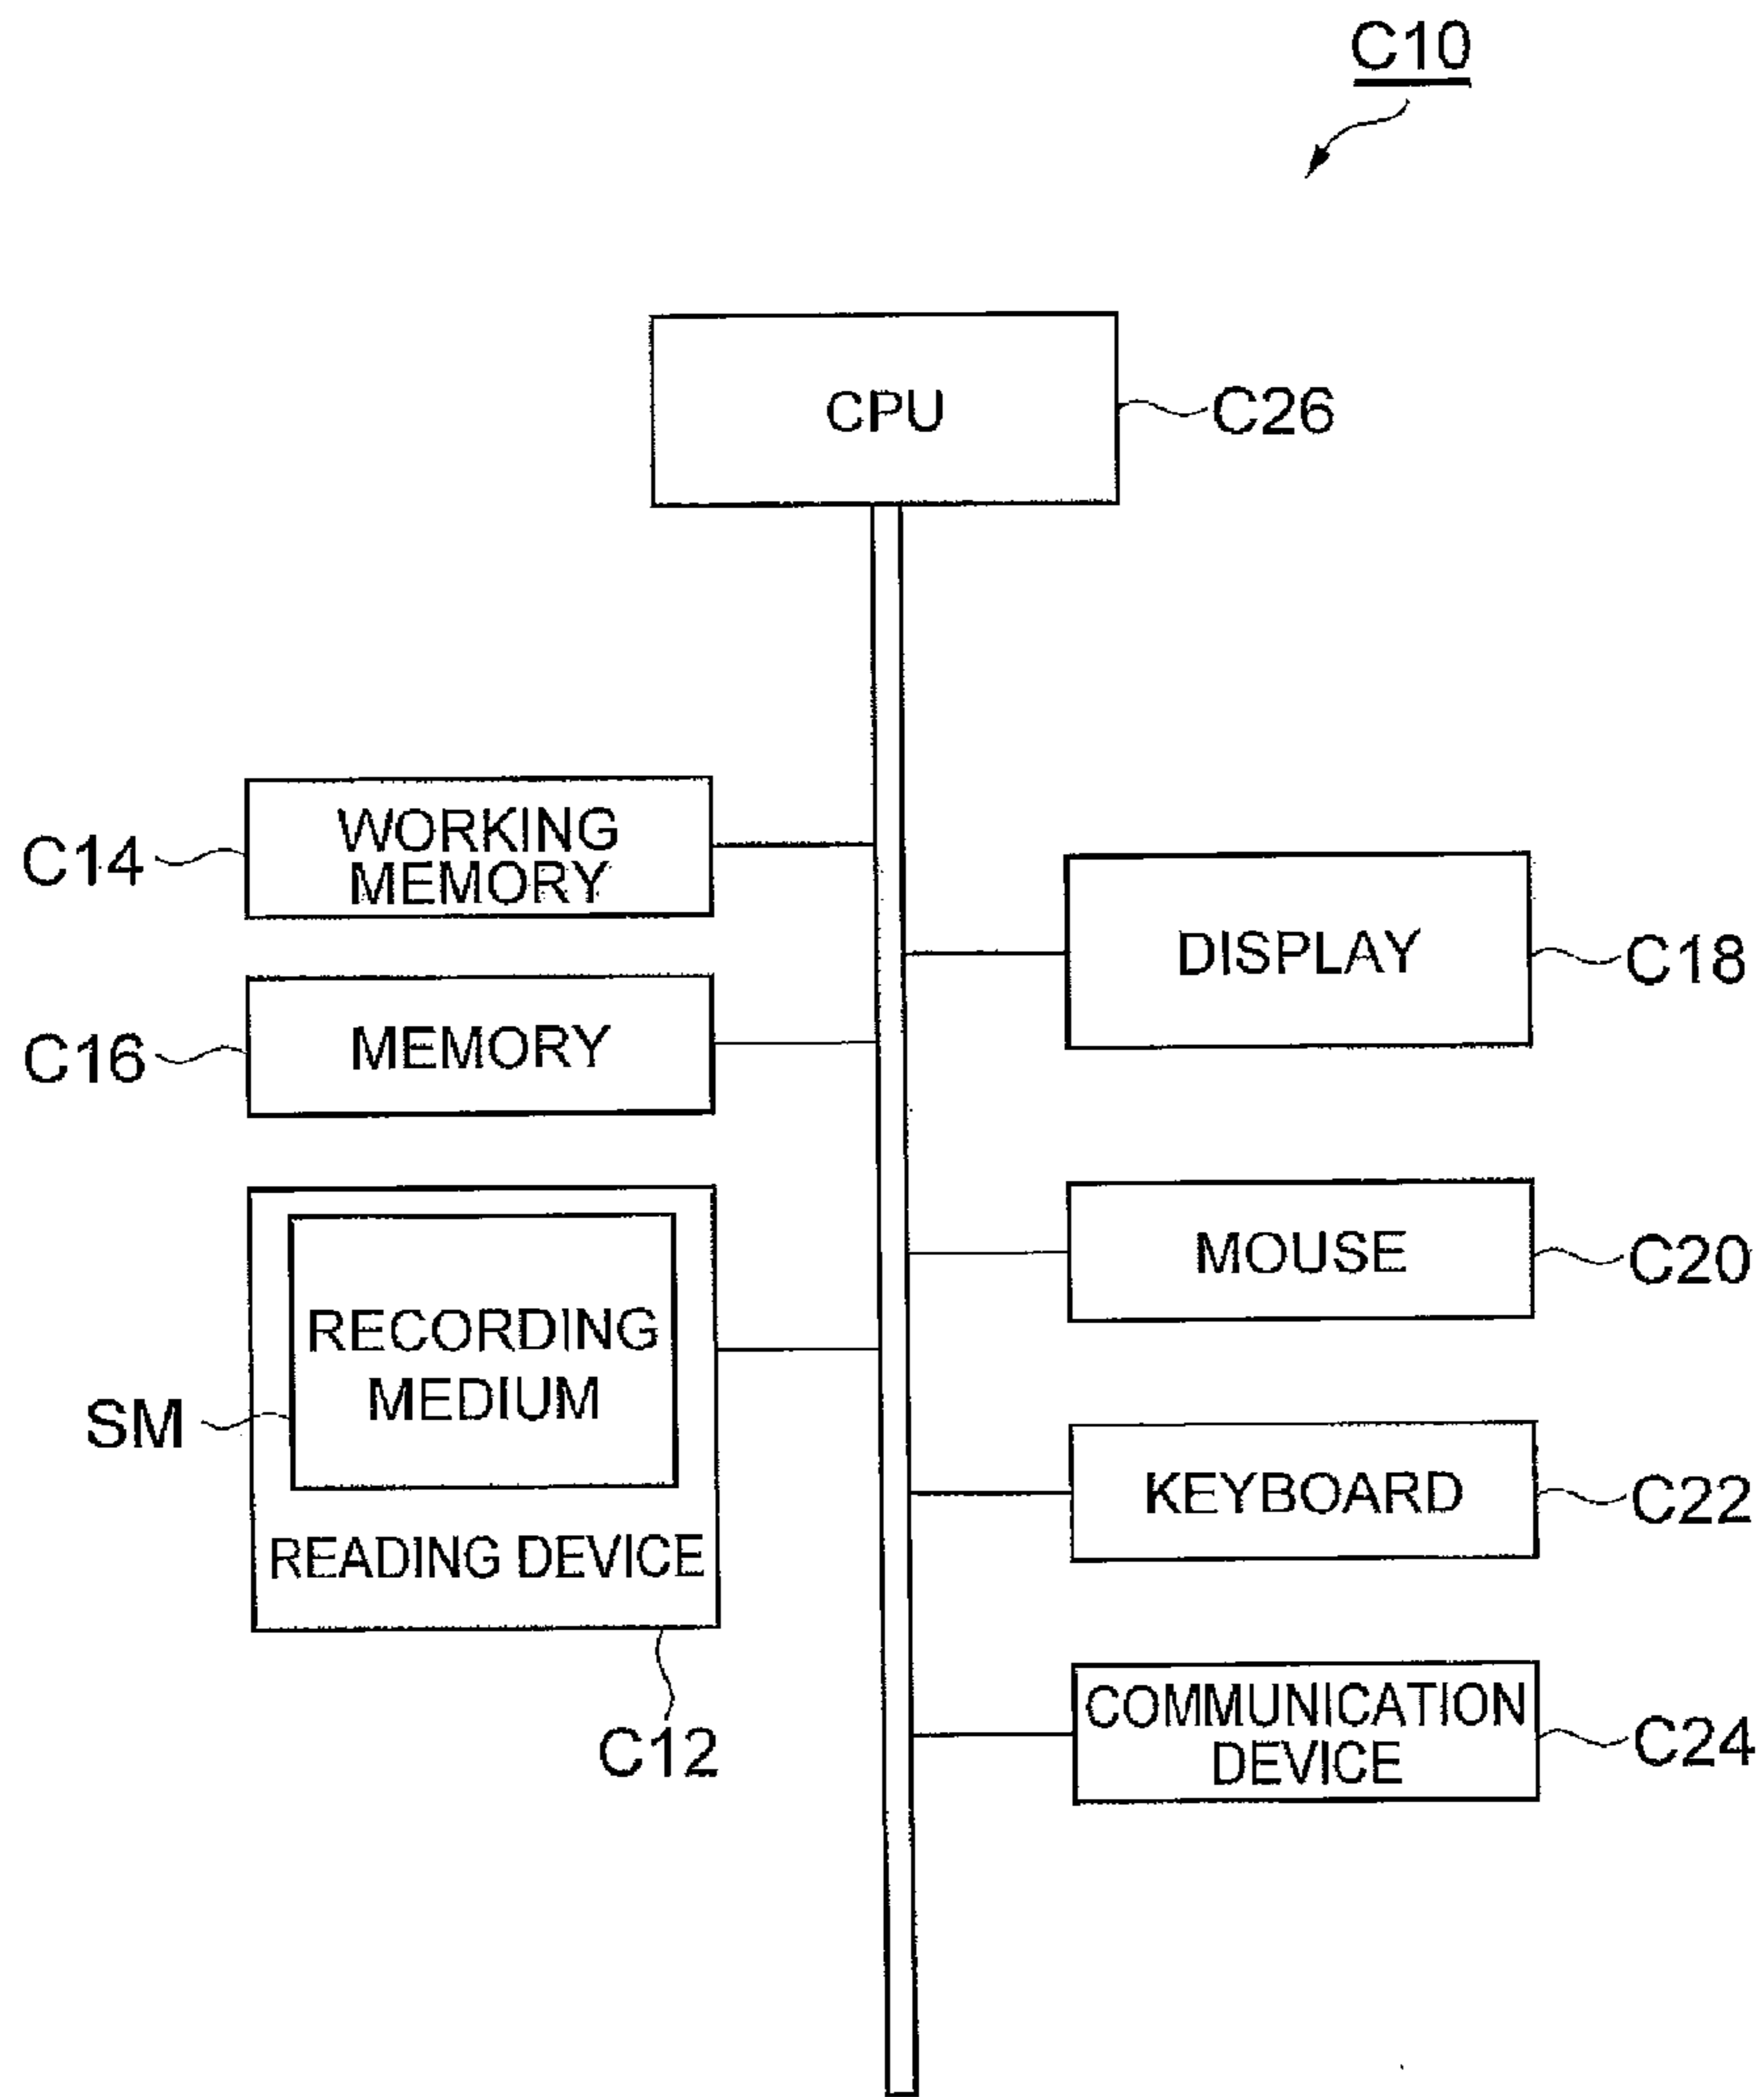 C10
CPU
C26
C14
WORKING
MEMORY
DISPLAY
C18
C16
MEMORY
MOUSE
C20
RECORDING
MEDIUM
SM
KEYBOARD
C22
READING DEVICE
COMMUNICATION
DEVICE
C24
C12